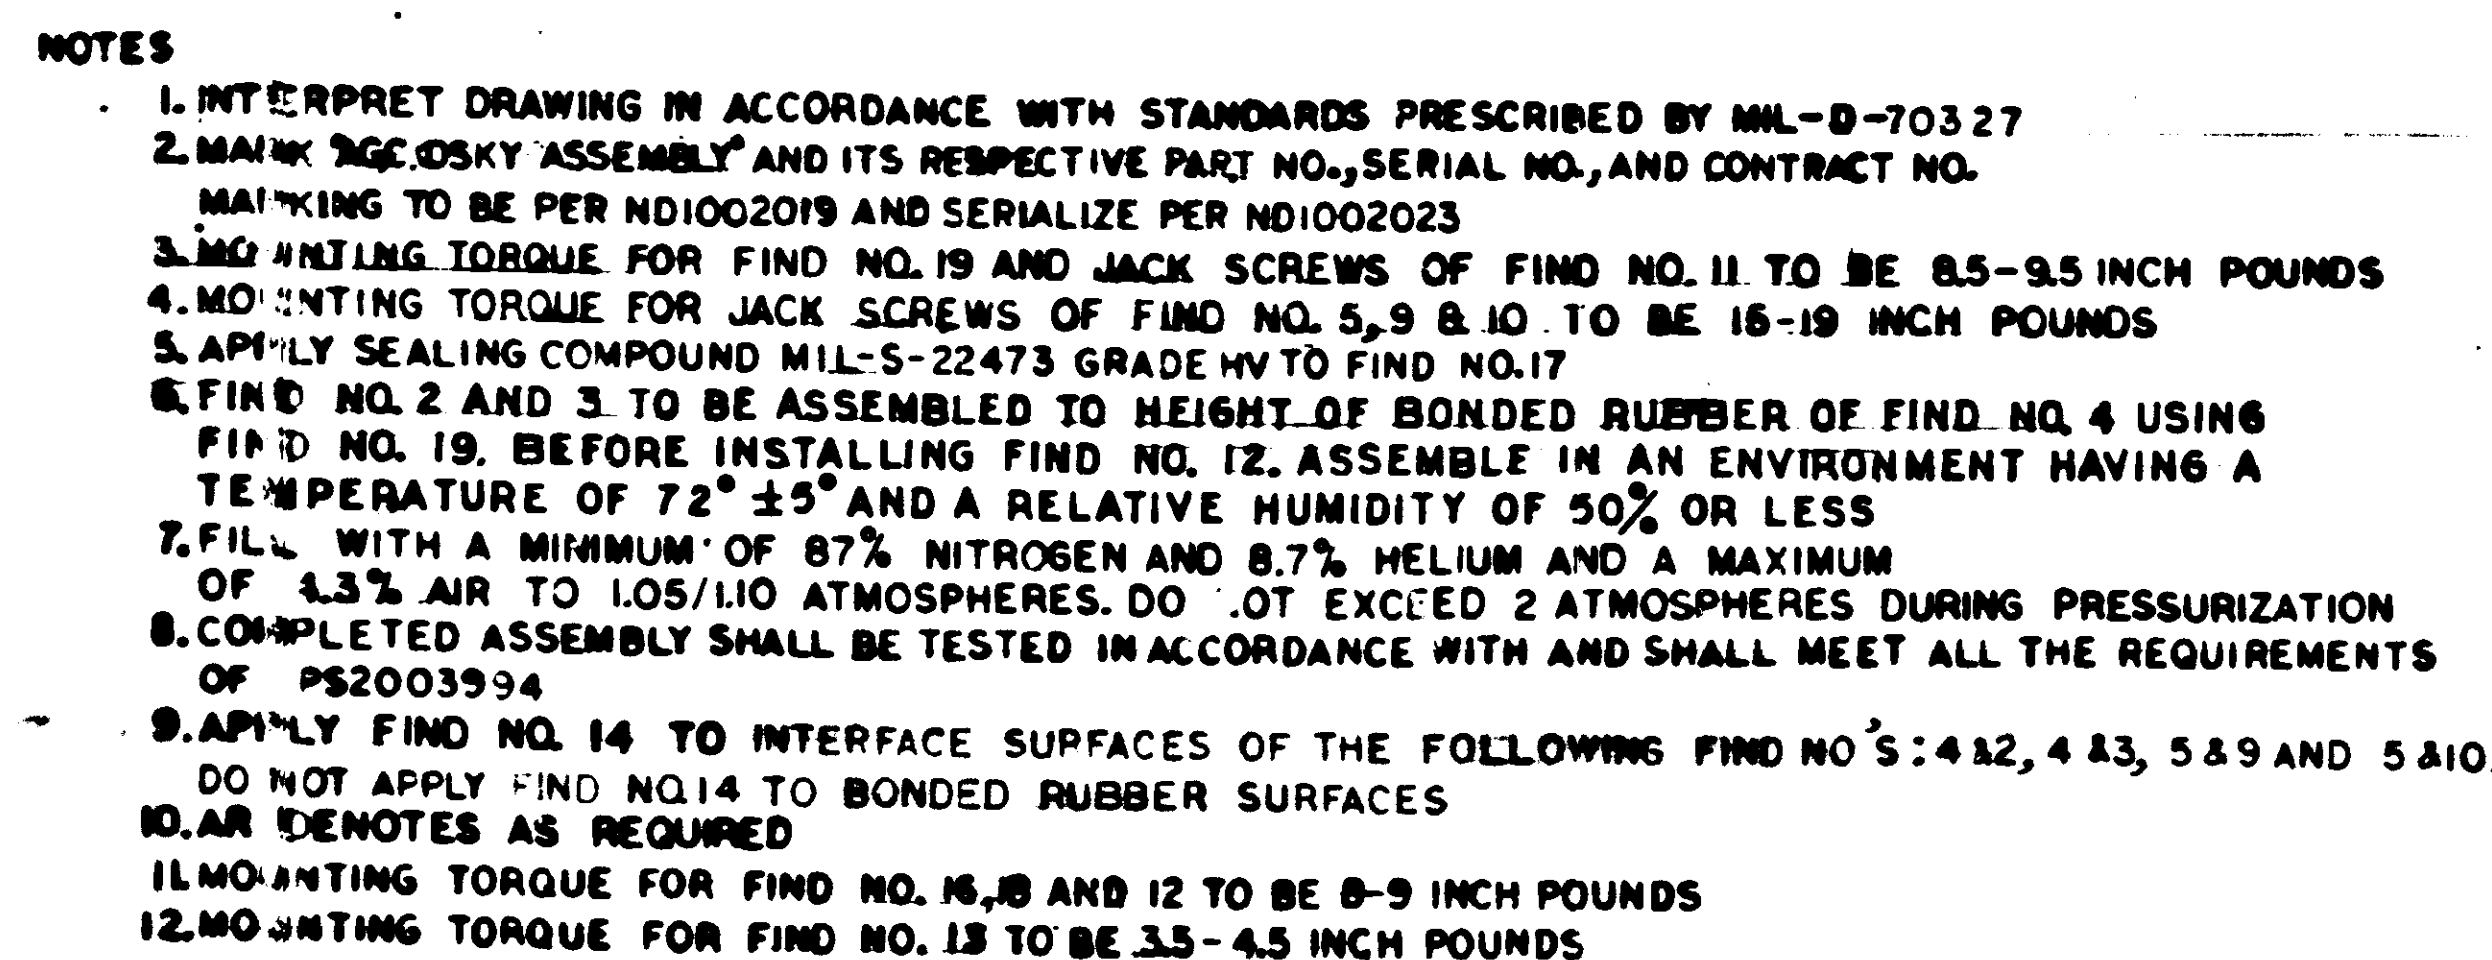 NOTES
1. INTERPRET DRAWING IN ACCORDANCE WITH STANDARDS PRESCRIBED BY MIL-D-70327
2. MARK "AGC.DSKY ASSEMBLY" AND ITS RESPECTIVE PART NO., SERIAL NO., AND CONTRACT NO.
MARKING TO BE PER ND1002019 AND SERIALIZE PER ND1002023
3. MOUNTING TORQUE FOR FIND NO. 19 AND JACK SCREWS OF FIND NO. 11 TO BE 8.5-9.5 INCH POUNDS
4. MOUNTING TORQUE FOR JACK SCREWS OF FIND NO. 5, 9 & 10 TO BE INCH POUNDS
5. APPLY SEALING COMPOUND MIL-S-22473 GRADE HV TO FIND NO. 17
6. FIND NO. 2 AND 3 TO BE ASSEMBLED TO HEIGHT OF BONDED RUBBER OF FIND NO. 4 USING
FIND NO. 19. BEFORE INSTALLING FIND NO. 12. ASSEMBLE IN AN ENVIRONMENT HAVING A
TEMPERATURE OF 72° ±5° AND A RELATIVE HUMIDITY OF 50% OR LESS
7. FILL WITH A MINIMUM OF 87% NITROGEN AND 8.7% HELIUM AND A MAXIMUM
OF 4.3% AIR TO 1.05/1.10 ATMOSPHERES. DO NOT EXCEED 2 ATMOSPHERES DURING PRESSURIZATION
8. COMPLETED ASSEMBLY SHALL BE TESTED IN ACCORDANCE WITH AND SHALL MEET ALL THE REQUIREMENTS
OF PS2003994
9. APPLY FIND NO. 14 TO INTERFACE SURFACES OF THE FOLLOWING FIND NO'S: 4 &2, 4 &3, 5 & 9 AND 5 &10.
DO NOT APPLY FIND NO. 14 TO BONDED RUBBER SURFACES
10. AR DENOTES AS REQUIRED
11. MOUNTING TORQUE FOR FIND NO. 16, 18 AND 12 TO BE 8-9 INCH POUNDS
12. MOUNTING TORQUE FOR FIND NO. 13 TO BE 3.5-4.5 INCH POUNDS